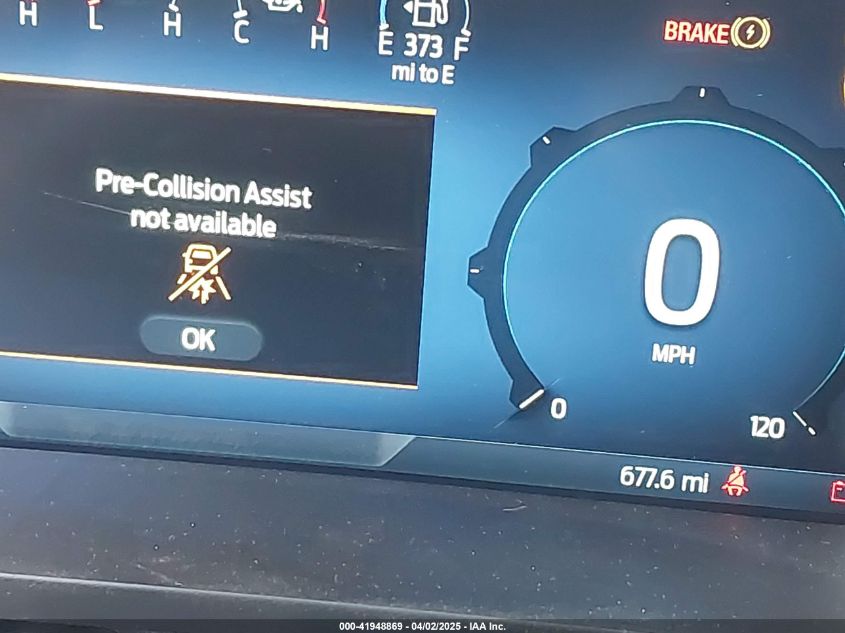 H L H C H
E 373 F
mi to E
BRAKE
Pre-Collision Assist
not available
OK
0
MPH
0
120
677.6 mi
000-41948869 - 04/02/2025 - IAA Inc.